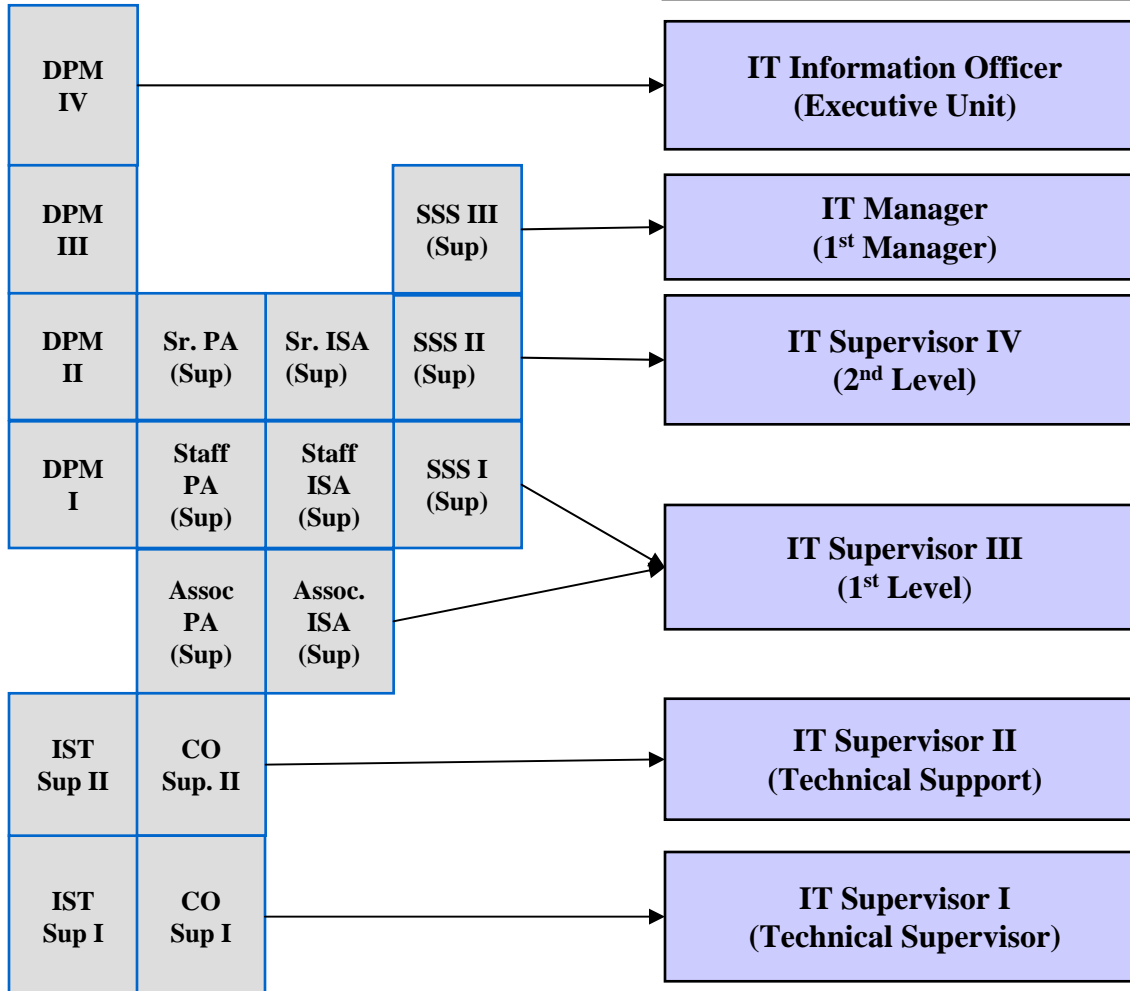 DPM
IV
IT Information Officer
(Executive Unit)
DPM
III
SSS III
(Sup)
IT Manager
(1st Manager)
DPM
II
Sr. PA
(Sup)
Sr. ISA
(Sup)
SSS II
(Sup)
IT Supervisor IV
(2nd Level)
DPM
I
Staff
PA
(Sup)
Staff
ISA
(Sup)
SSS I
(Sup)
IT Supervisor III
(1st Level)
Assoc
PA
(Sup)
Assoc.
ISA
(Sup)
IST
Sup II
CO
Sup. II
IT Supervisor II
(Technical Support)
IST
Sup I
CO
Sup I
IT Supervisor I
(Technical Supervisor)